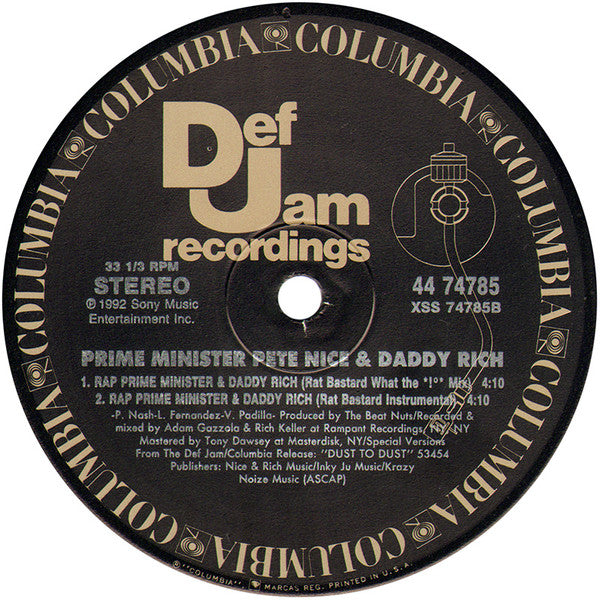 COLUMBIA COLUMBIA COLUMBIA COLUMBIA COLUMBIA COLUMBIA COLUMBIA COLUMBIA
Def
Jam
recordings
33 1/3 RPM
STEREO
℗ 1992 Sony Music
Entertainment Inc.
44 74785
XSS 74785B
PRIME MINISTER PETE NICE & DADDY RICH
1. RAP PRIME MINISTER & DADDY RICH (Rat Bastard What the *!°* Mix) 4:10
2. RAP PRIME MINISTER & DADDY RICH (Rat Bastard Instrumental) 4:10
-P. Nash-L. Fernandez-V. Padilla- Produced by The Beat Nuts/Recorded &
mixed by Adam Gazzola & Rich Keller at Rampant Recordings, NY, NY
Mastered by Tony Dawsey at Masterdisk, NY/Special Versions
From The Def Jam/Columbia Release: "DUST TO DUST" 53454
Publishers: Nice & Rich Music/Inky Ju Music/Krazy
Noize Music (ASCAP)
®"COLUMBIA", MARCAS REG. PRINTED IN U.S.A.